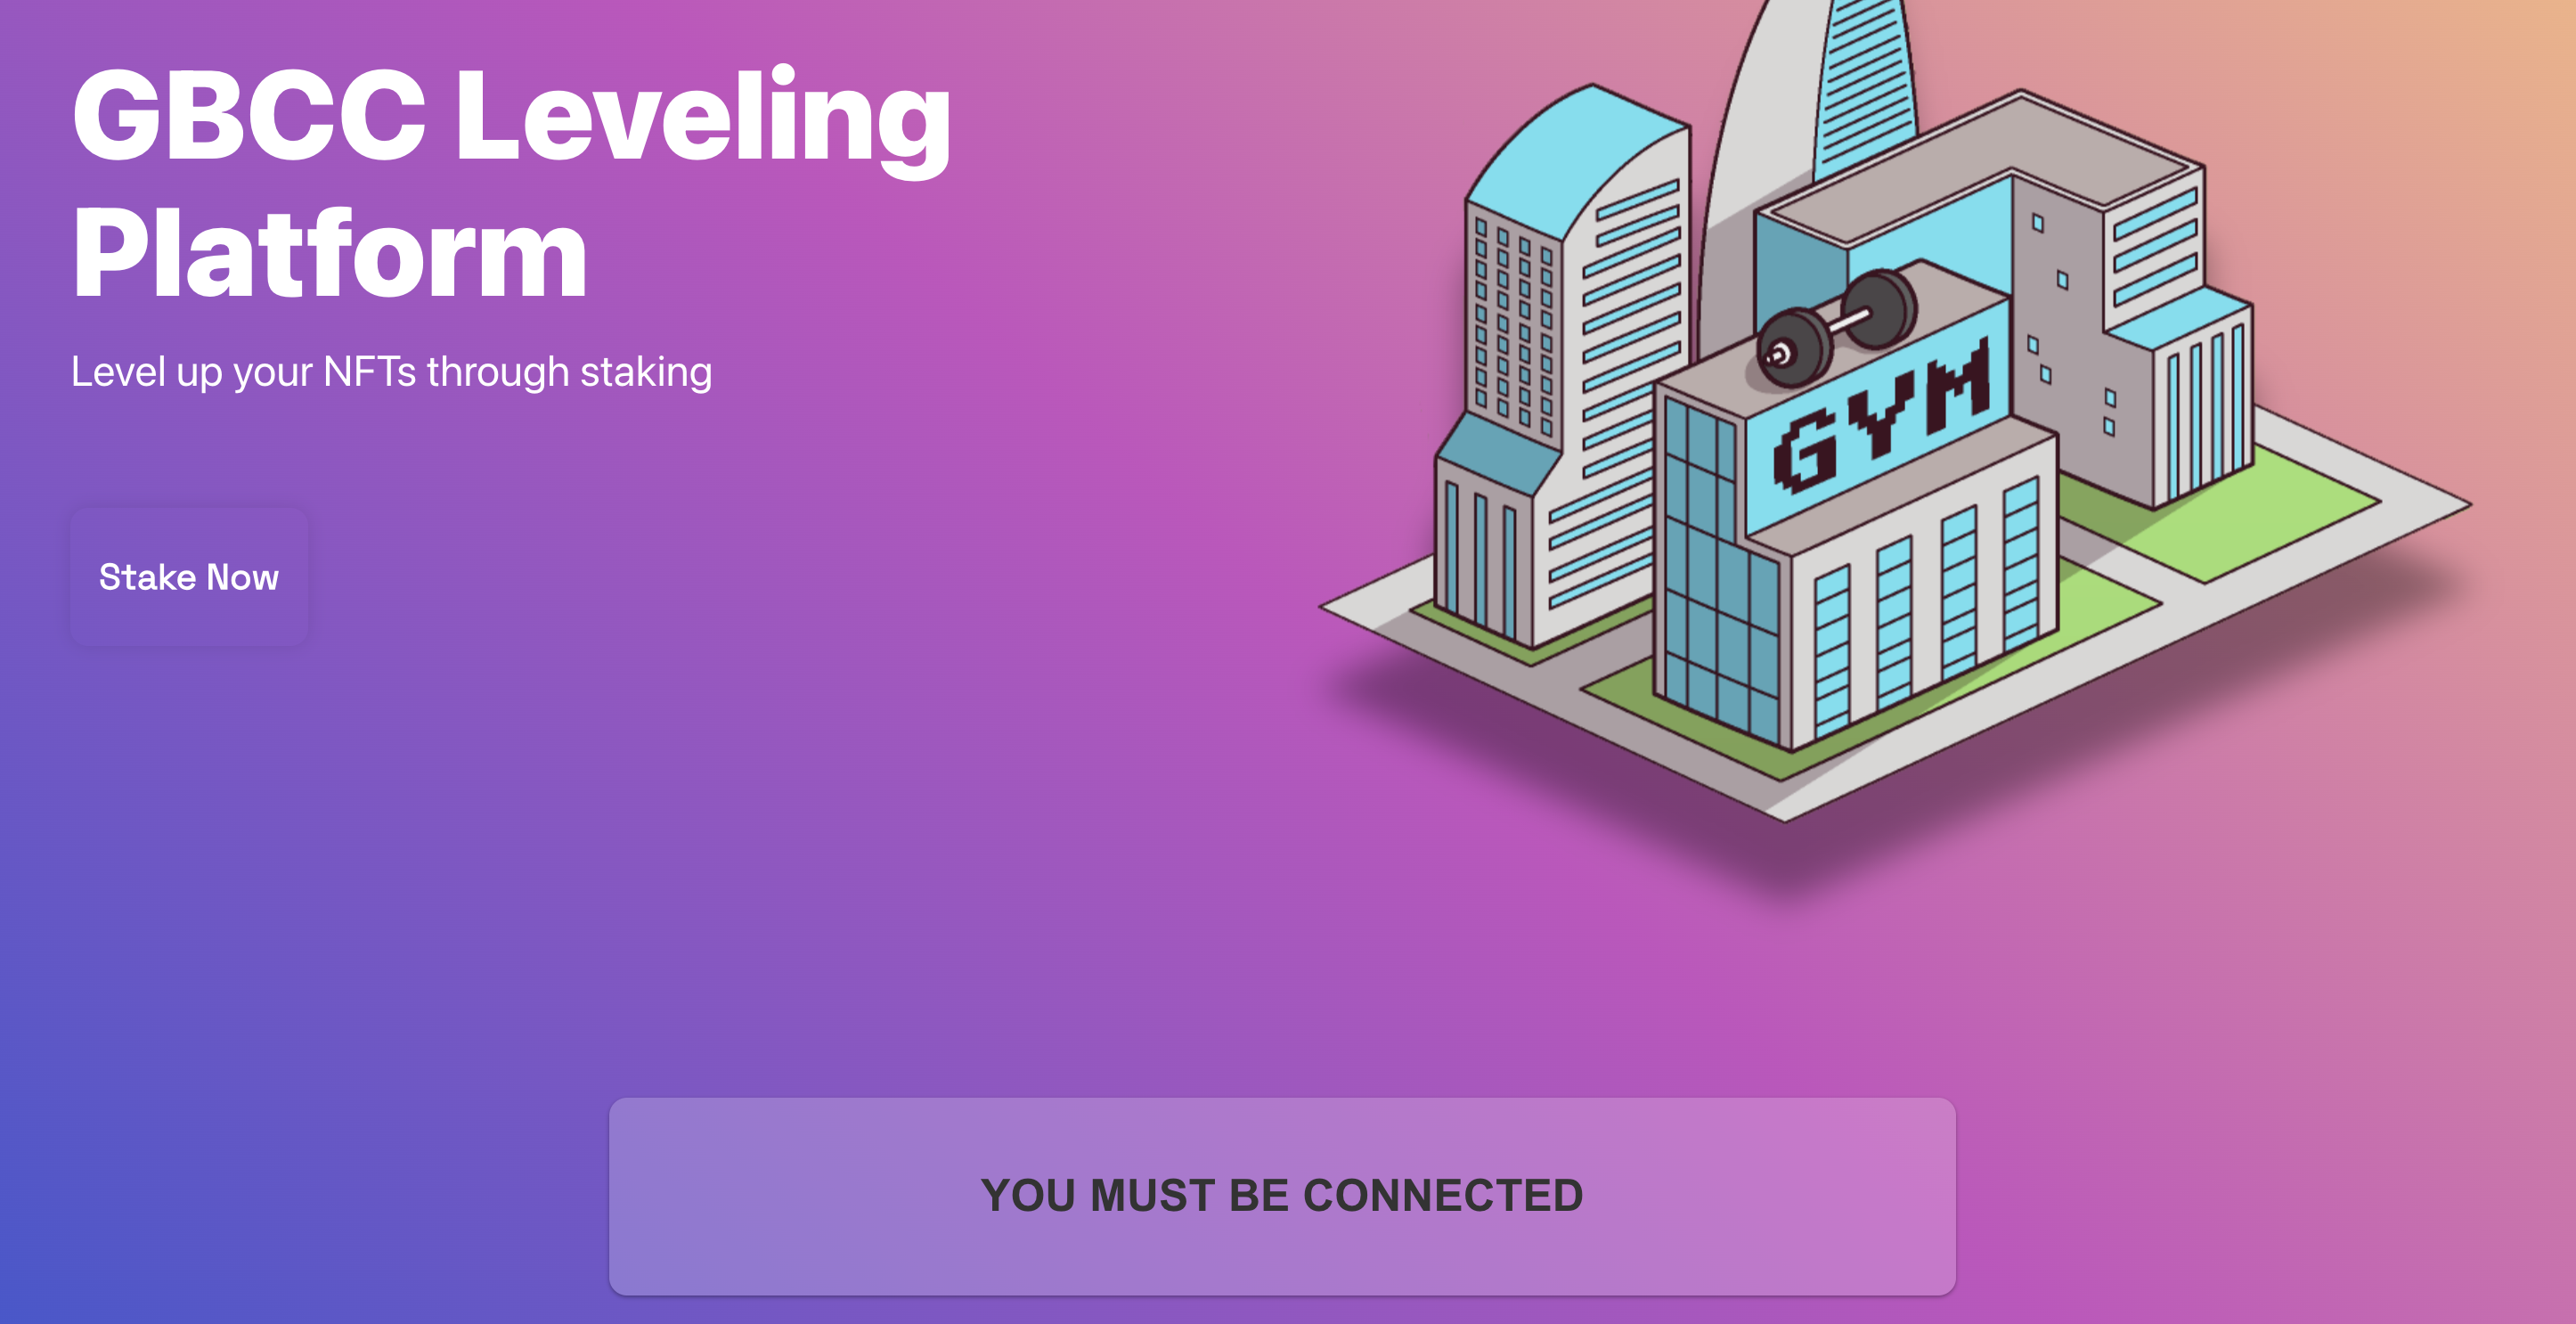 GBCC Leveling
Platform
Level up your NFTs through staking
Stake Now
GYM
YOU MUST BE CONNECTED